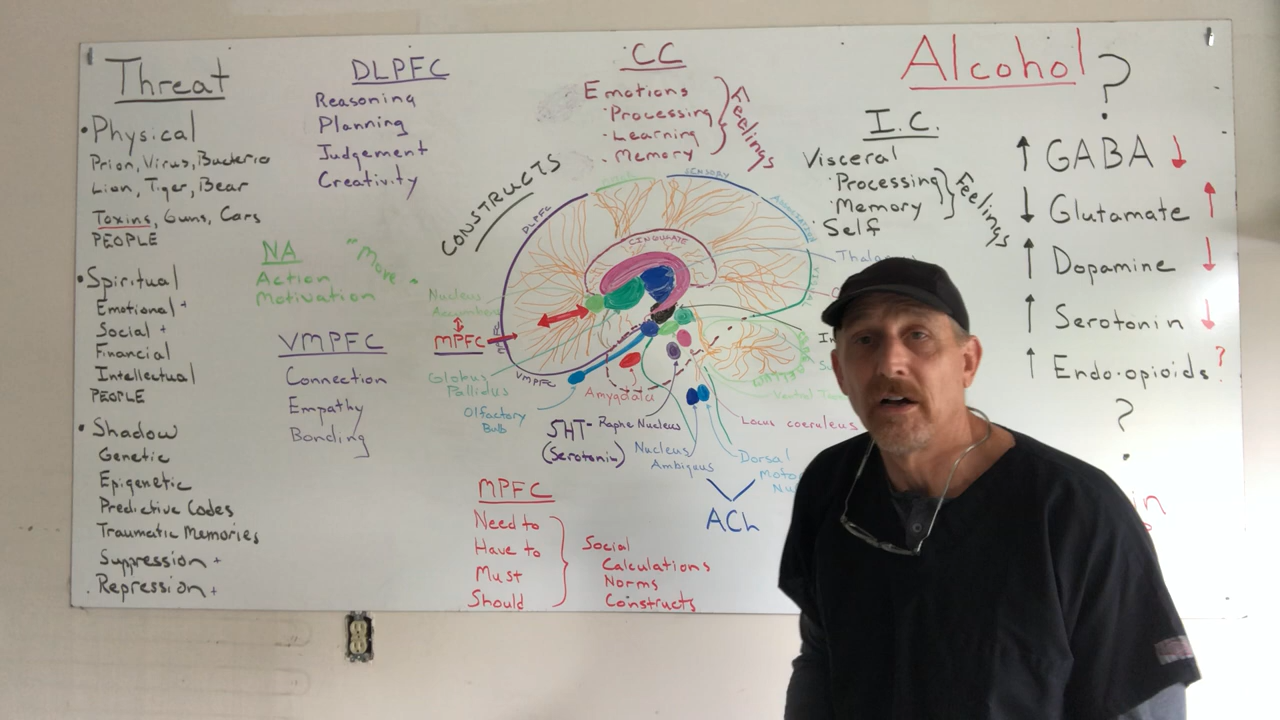 Threat
• Physical
Prion, Virus, Bacteria
Lion, Tiger, Bear
Toxins, Guns, Cars
PEOPLE
• Spiritual
Emotional +
Social +
Financial
Intellectual
PEOPLE
• Shadow
Genetic
Epigenetic
Predictive Codes
Traumatic Memories
Suppression +
Repression +
DLPFC
Reasoning
Planning
Judgement
Creativity
NA
Action
Motivation
"More"
VMPFC
Connection
Empathy
Bonding
CC
Emotions
· Processing
· Learning
· Memory
Feelings
CONSTRUCTS
DLPFC
SENSORY
Association
VISUAL
CINGULATE
Nucleus
Accumbens
MPFC
VMPFC
Globus
Pallidus
Olfactory
Bulb
Amygdala
5HT- Raphe Nucleus
(Serotonin)
Nucleus
Ambiguus
Locus coeruleus
Dorsal
ACh
MPFC
Need to
Have to
Must
Should
Social
Calculations
Norms
Constructs
Alcohol ?
I.C.
Visceral
· Processing
· Memory
· Self
Feelings
↑ GABA ↓
↓ Glutamate ↑
↑ Dopamine ↓
↑ Serotonin ↓
↑ Endo-opioids ?
?